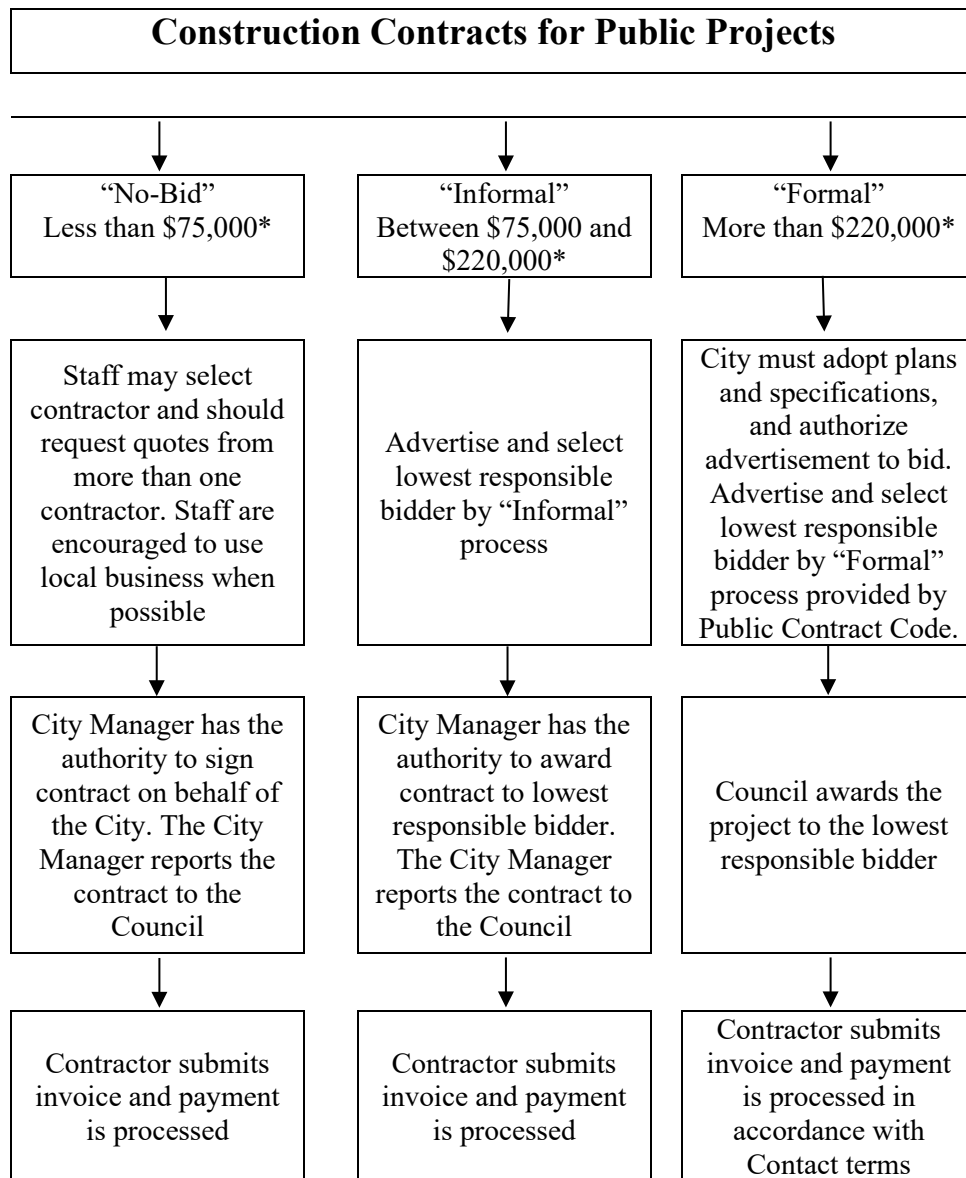 Construction Contracts for Public Projects
“No-Bid”
Less than $75,000*
“Informal”
Between $75,000 and
$220,000*
“Formal”
More than $220,000*
Staff may select
contractor and should
request quotes from
more than one
contractor. Staff are
encouraged to use
local business when
possible
Advertise and select
lowest responsible
bidder by “Informal”
process
City must adopt plans
and specifications,
and authorize
advertisement to bid.
Advertise and select
lowest responsible
bidder by “Formal”
process provided by
Public Contract Code.
City Manager has the
authority to sign
contract on behalf of
the City. The City
Manager reports the
contract to the
Council
City Manager has the
authority to award
contract to lowest
responsible bidder.
The City Manager
reports the contract to
the Council
Council awards the
project to the lowest
responsible bidder
Contractor submits
invoice and payment
is processed
Contractor submits
invoice and payment
is processed
Contractor submits
invoice and payment
is processed in
accordance with
Contact terms